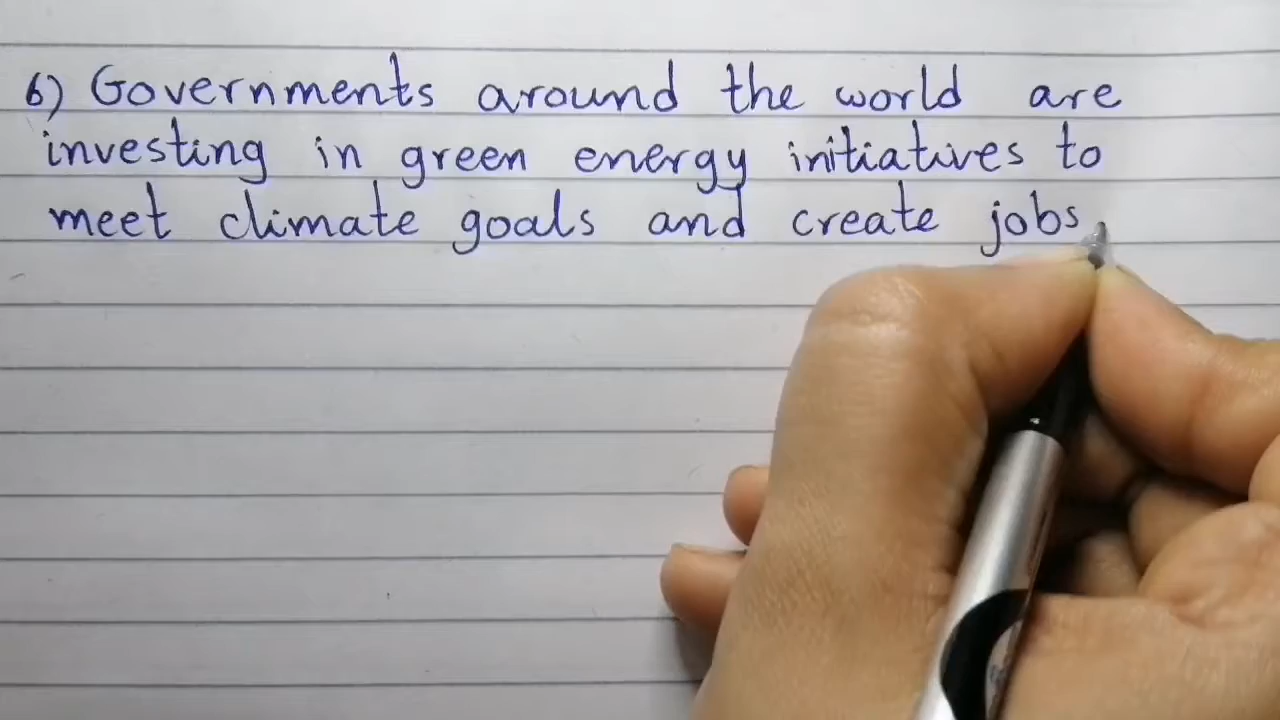 6) Governments around the world are
investing in green energy initiatives to
meet climate goals and create jobs.